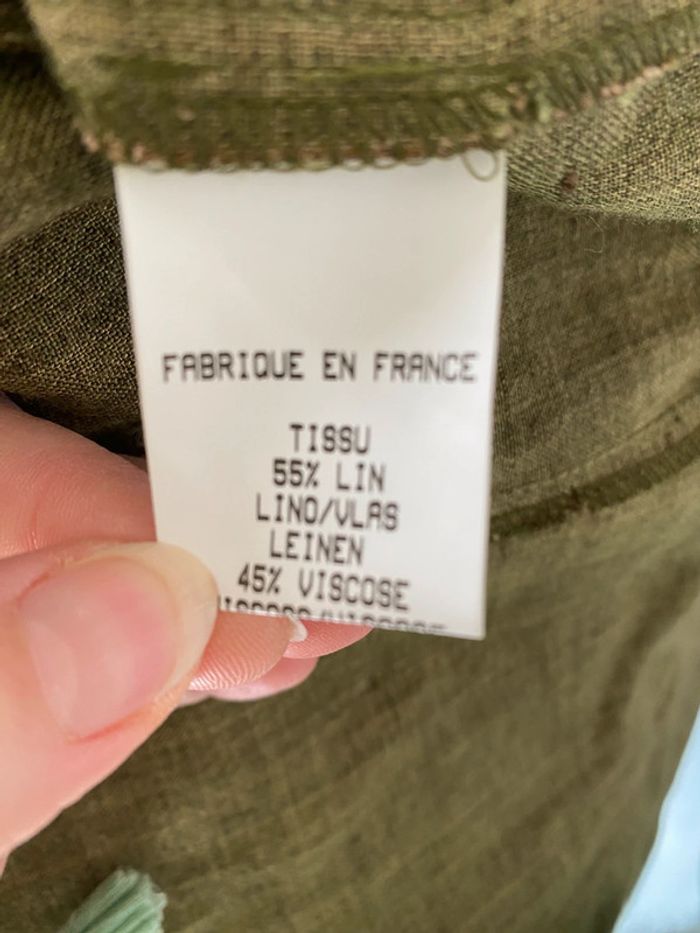 FABRIQUE EN FRANCE
TISSU
55% LIN
LINO/VLAS
LEINEN
45% VISCOSE